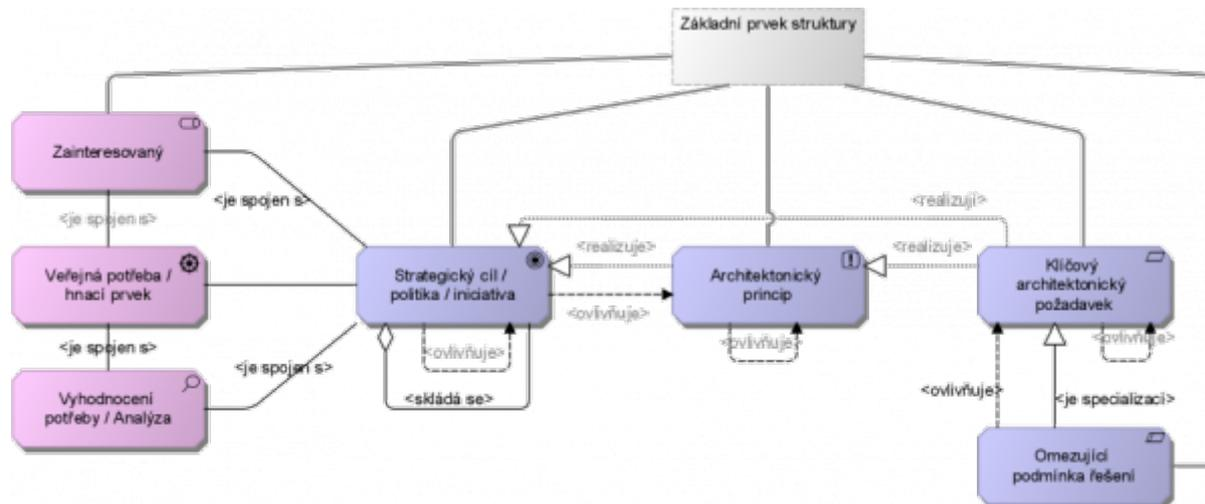 Základní prvek struktury
Zainteresovaný
<je spojen s>
<je spojen s>
<realizují>
Veřejná potřeba /
hnací prvek
Strategický cíl /
politika / iniciativa
<realizuje>
Architektonický
princip
<realizuje>
Klíčový
architektonický
požadavek
<ovlivňuje>
<je spojen s>
<je spojen s>
<ovlivňuje>
<ovlivňuje>
<ovlivňuje>
Vyhodnocení
potřeby / Analýza
<skládá se>
<ovlivňuje>
<je specializací>
Omezující
podmínka řešení